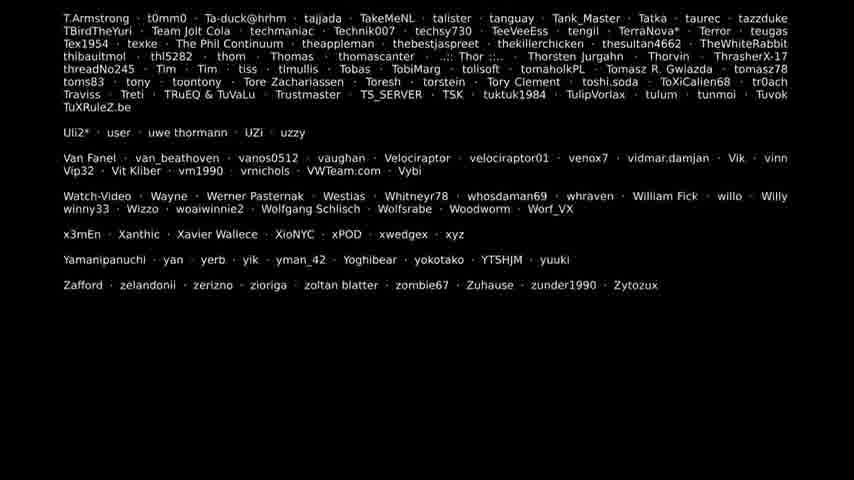 T.Armstrong · t0mm0 · Ta-duck@hrhm · tajjada · TakeMeNL · talister · tanguay · Tank_Master · Tatka · taurec · tazzduke
TBirdTheYuri · Team Jolt Cola · techmaniac · Technik007 · techsy730 · TeeVeeEss · tengil · TerraNova* · Terror · teugas
Tex1954 · texke · The Phil Continuum · theappleman · thebestjaspreet · thekillerchicken · thesultan4662 · TheWhiteRabbit
thibaultmol · thl5282 · thom · Thomas · thomascanter · ..:: Thor ::.. · Thorsten Jurgahn · Thorvin · ThrasherX-17
threadNo245 · Tim · Tim · tiss · tlmullis · Tobas · TobiMarg · tolisoft · tomaholkPL · Tomasz R. Gwiazda · tomasz78
toms83 · tony · toontony · Tore Zachariassen · Toresh · torstein · Tory Clement · toshi.soda · ToXiCalien68 · tr0ach
Traviss · Treti · TRuEQ & TuVaLu · Trustmaster · TS_SERVER · TSK · tuktuk1984 · TulipVorlax · tulum · tunmoi · Tuvok
TuXRuleZ.be
Uli2* · user · uwe thormann · UZi · uzzy
Van Fanel · van_beathoven · vanos0512 · vaughan · Velociraptor · velociraptor01 · venox7 · vidmar.damjan · Vik · vinn
Vip32 · Vit Kliber · vm1990 · vrnichols · VWTeam.com · Vybi
Watch-Video · Wayne · Werner Pasternak · Westias · Whitneyr78 · whosdaman69 · whraven · William Fick · willo · Willy
winny33 · Wizzo · woaiwinnie2 · Wolfgang Schlisch · Wolfsrabe · Woodworm · Worf_VX
x3mEn · Xanthic · Xavier Wallece · XioNYC · xPOD · xwedgex · xyz
Yamanipanuchi · yan · yerb · yik · yman_42 · Yoghibear · yokotako · YTSHJM · yuuki
Zafford · zelandonii · zerizno · zioriga · zoltan blatter · zombie67 · Zuhause · zunder1990 · Zytozux